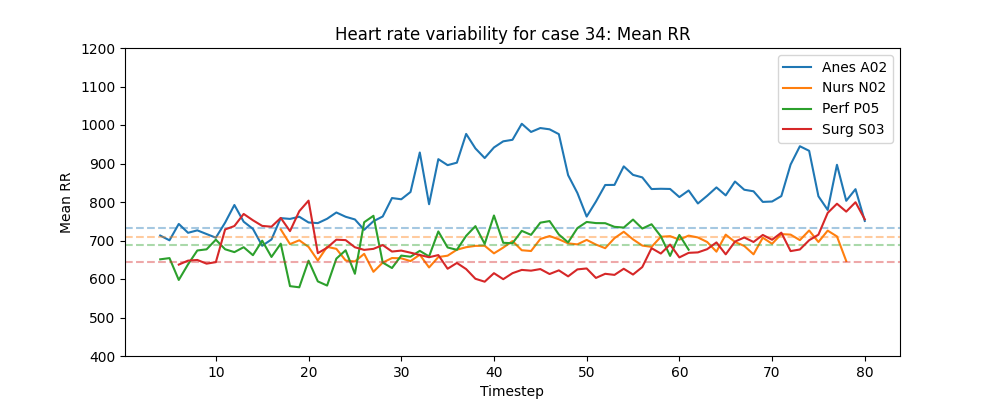 Heart rate variability for case 34: Mean RR
1200
1100
1000
900
800
700
600
500
400
Mean RR
10
20
30
40
50
60
70
80
Timestep
Anes A02
Nurs N02
Perf P05
Surg S03